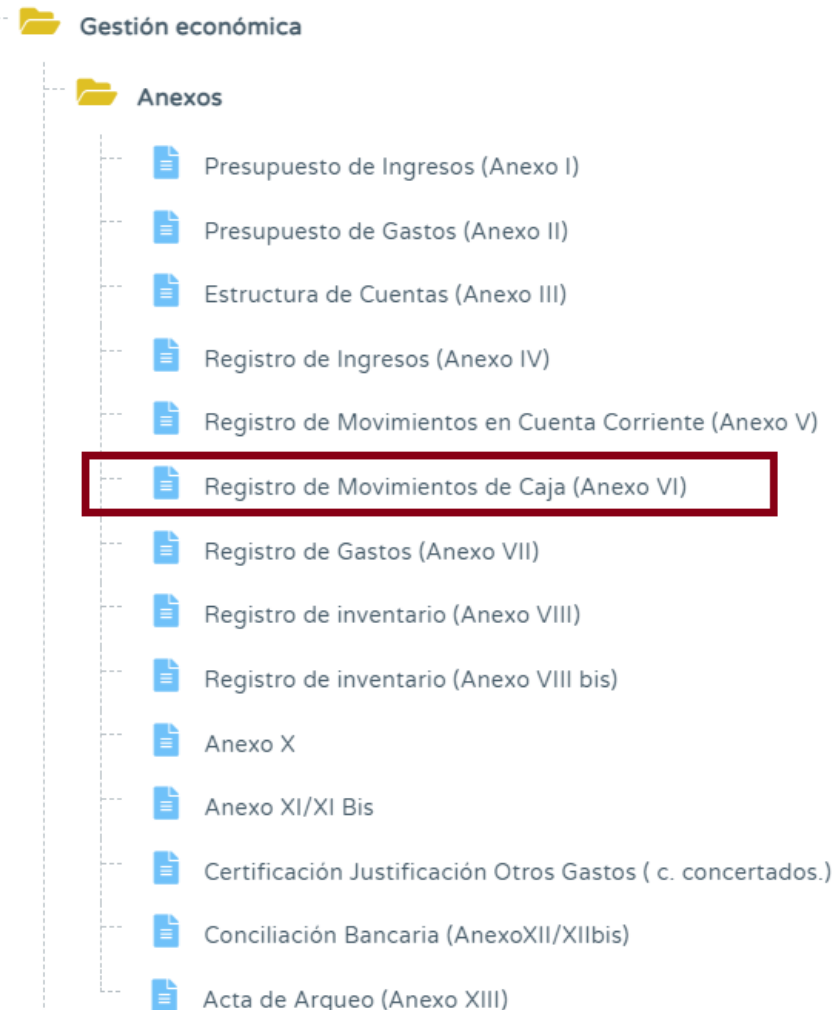 Gestión económica
Anexos
Presupuesto de Ingresos (Anexo I)
Presupuesto de Gastos (Anexo II)
Estructura de Cuentas (Anexo III)
Registro de Ingresos (Anexo IV)
Registro de Movimientos en Cuenta Corriente (Anexo V)
Registro de Movimientos de Caja (Anexo VI)
Registro de Gastos (Anexo VII)
Registro de inventario (Anexo VIII)
Registro de inventario (Anexo VIII bis)
Anexo X
Anexo XI/XI Bis
Certificación Justificación Otros Gastos ( c. concertados.)
Conciliación Bancaria (AnexoXII/XIIbis)
Acta de Arqueo (Anexo XIII)